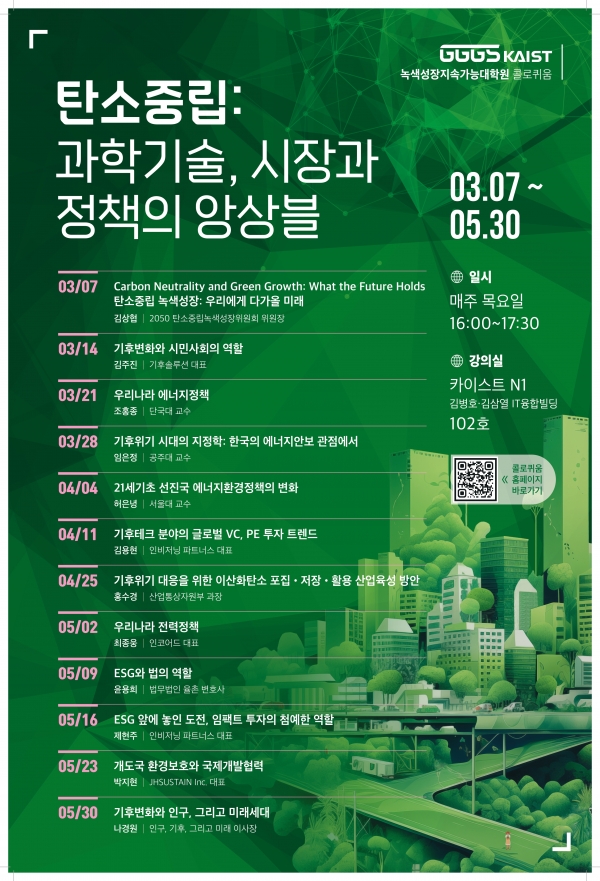 GGGS KAIST
녹색성장지속가능대학원 콜로퀴움
탄소중립:
과학기술, 시장과
정책의 앙상블
03.07 ~
05.30
일시
매주 목요일
16:00~17:30
강의실
카이스트 N1
김병호·김삼열 IT융합빌딩
102호
콜로퀴움
홈페이지
바로가기
03/07 Carbon Neutrality and Green Growth: What the Future Holds
탄소중립 녹색성장: 우리에게 다가올 미래
김상협 | 2050 탄소중립녹색성장위원회 위원장
03/14 기후변화와 시민사회의 역할
김주진 | 기후솔루션 대표
03/21 우리나라 에너지정책
조홍종 | 단국대 교수
03/28 기후위기 시대의 지정학: 한국의 에너지안보 관점에서
임은정 | 공주대 교수
04/04 21세기초 선진국 에너지환경정책의 변화
허은녕 | 서울대 교수
04/11 기후테크 분야의 글로벌 VC, PE 투자 트렌드
김용현 | 인비저닝 파트너스 대표
04/25 기후위기 대응을 위한 이산화탄소 포집・저장・활용 산업육성 방안
홍수경 | 산업통상자원부 과장
05/02 우리나라 전력정책
최종웅 | 인코어드 대표
05/09 ESG와 법의 역할
윤용희 | 법무법인 율촌 변호사
05/16 ESG 앞에 놓인 도전, 임팩트 투자의 첨예한 역할
제현주 | 인비저닝 파트너스 대표
05/23 개도국 환경보호와 국제개발협력
박지현 | JHSUSTAIN Inc. 대표
05/30 기후변화와 인구, 그리고 미래세대
나경원 | 인구, 기후, 그리고 미래 이사장